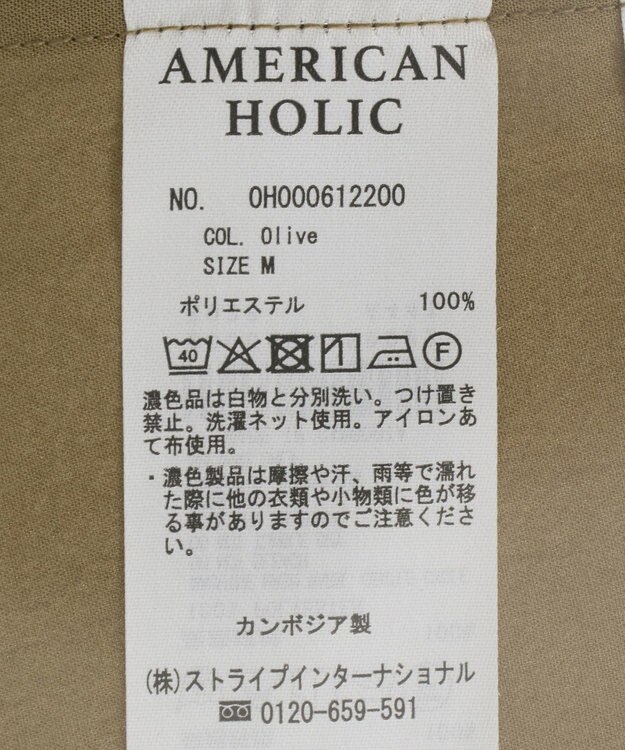 AMERICAN
HOLIC
NO. 0H000612200
COL. Olive
SIZE M
ポリエステル 100%
40 F
濃色品は白物と分別洗い。つけ置き
禁止。洗濯ネット使用。アイロンあ
て布使用。
・濃色製品は摩擦や汗、雨等で濡れ
た際に他の衣類や小物類に色が移
る事がありますのでご注意くださ
い。
カンボジア製
(株)ストライプインターナショナル
0120-659-591